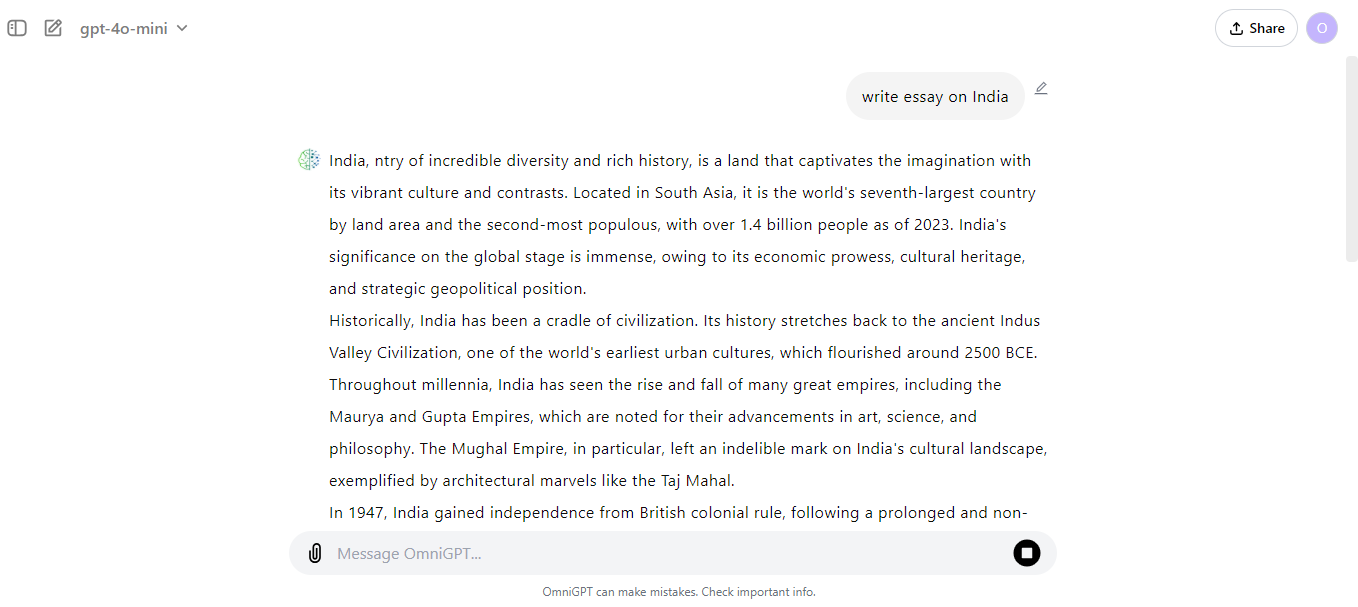 gpt-4o-mini
Share
O
write essay on India
India, ntry of incredible diversity and rich history, is a land that captivates the imagination with
its vibrant culture and contrasts. Located in South Asia, it is the world's seventh-largest country
by land area and the second-most populous, with over 1.4 billion people as of 2023. India's
significance on the global stage is immense, owing to its economic prowess, cultural heritage,
and strategic geopolitical position.
Historically, India has been a cradle of civilization. Its history stretches back to the ancient Indus
Valley Civilization, one of the world's earliest urban cultures, which flourished around 2500 BCE.
Throughout millennia, India has seen the rise and fall of many great empires, including the
Maurya and Gupta Empires, which are noted for their advancements in art, science, and
philosophy. The Mughal Empire, in particular, left an indelible mark on India's cultural landscape,
exemplified by architectural marvels like the Taj Mahal.
In 1947, India gained independence from British colonial rule, following a prolonged and non-
Message OmniGPT...
OmniGPT can make mistakes. Check important info.